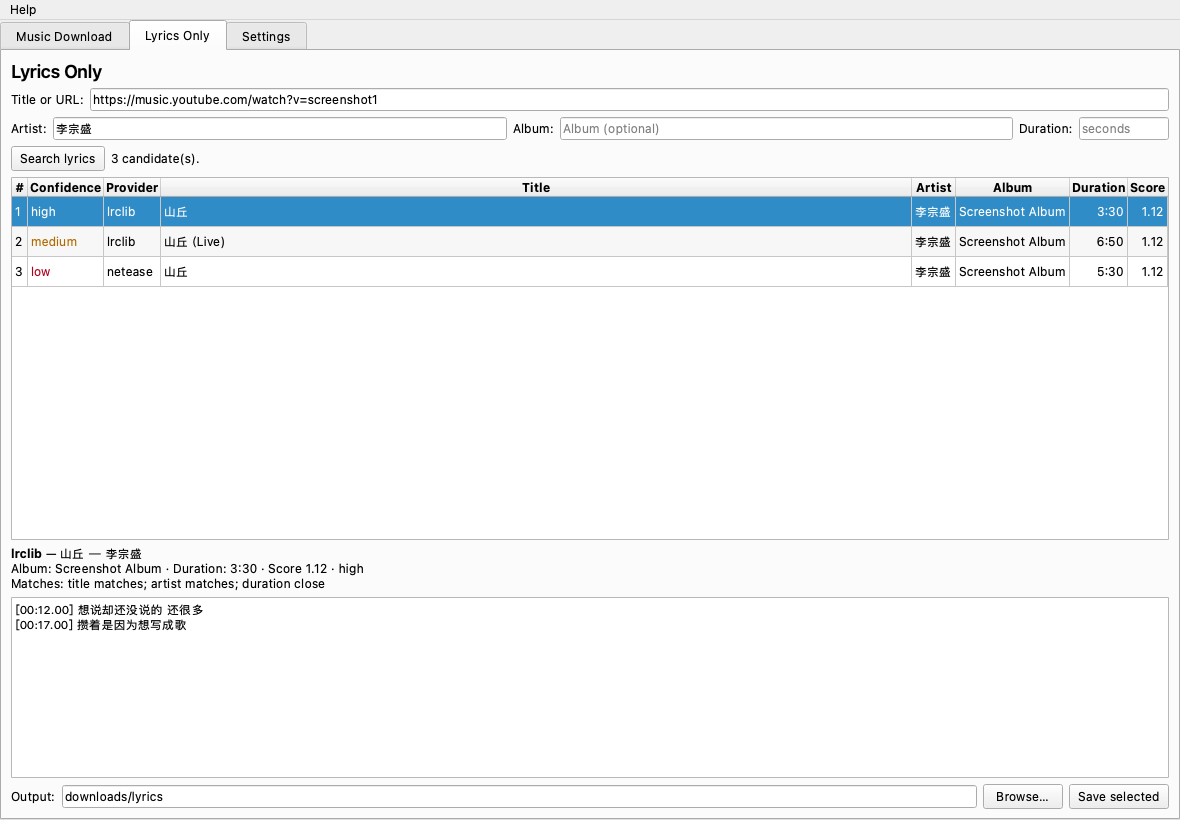 Help
Music Download Lyrics Only Settings
Lyrics Only
Title or URL: https://music.youtube.com/watch?v=screenshot1
Artist: 李宗盛 Album: Album (optional) Duration: seconds
Search lyrics 3 candidate(s).
# Confidence Provider Title Artist Album Duration Score
1 high lrclib 山丘 李宗盛 Screenshot Album 3:30 1.12
2 medium lrclib 山丘 (Live) 李宗盛 Screenshot Album 6:50 1.12
3 low netease 山丘 李宗盛 Screenshot Album 5:30 1.12
lrclib — 山丘 — 李宗盛
Album: Screenshot Album · Duration: 3:30 · Score 1.12 · high
Matches: title matches; artist matches; duration close
[00:12.00] 想说却还没说的 还很多
[00:17.00] 攒着是因为想写成歌
Output: downloads/lyrics Browse... Save selected